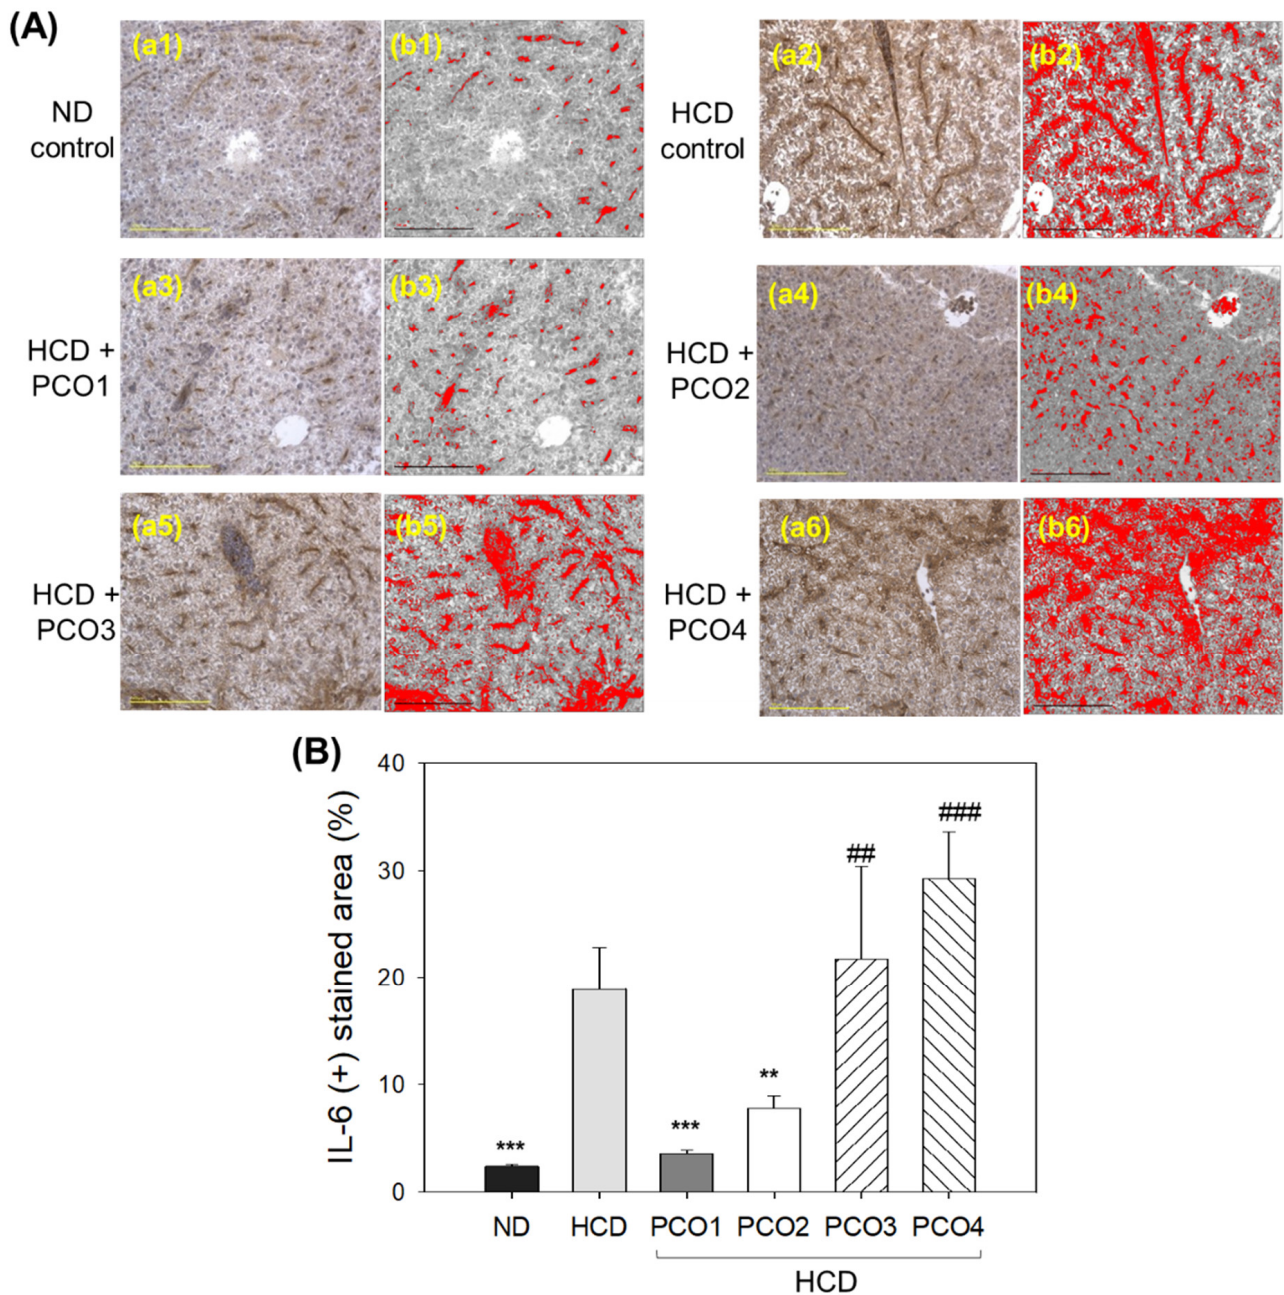 (A)
ND
control
(a1)
(b1)
HCD
control
(a2)
(b2)
HCD +
PCO1
(a3)
(b3)
HCD +
PCO2
(a4)
(b4)
HCD +
PCO3
(a5)
(b5)
HCD +
PCO4
(a6)
(b6)
(B)
IL-6 (+) stained area (%)
40
30
20
10
0
***
***
**
##
###
ND HCD PCO1 PCO2 PCO3 PCO4
HCD